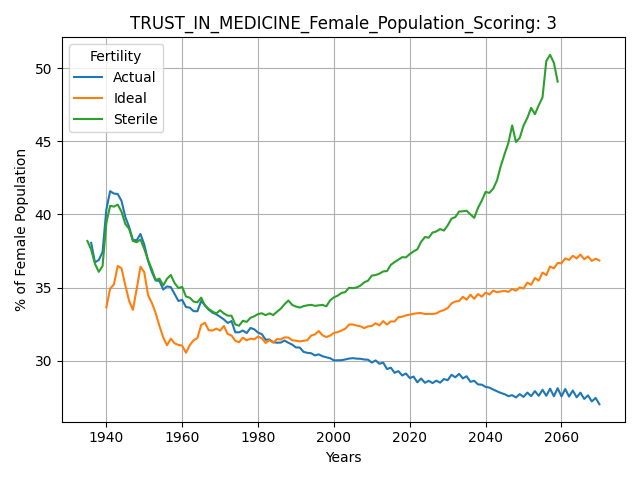 TRUST_IN_MEDICINE_Female_Population_Scoring: 3
Fertility
Actual
Ideal
Sterile
% of Female Population
50
45
40
35
30
1940 1960 1980 2000 2020 2040 2060
Years